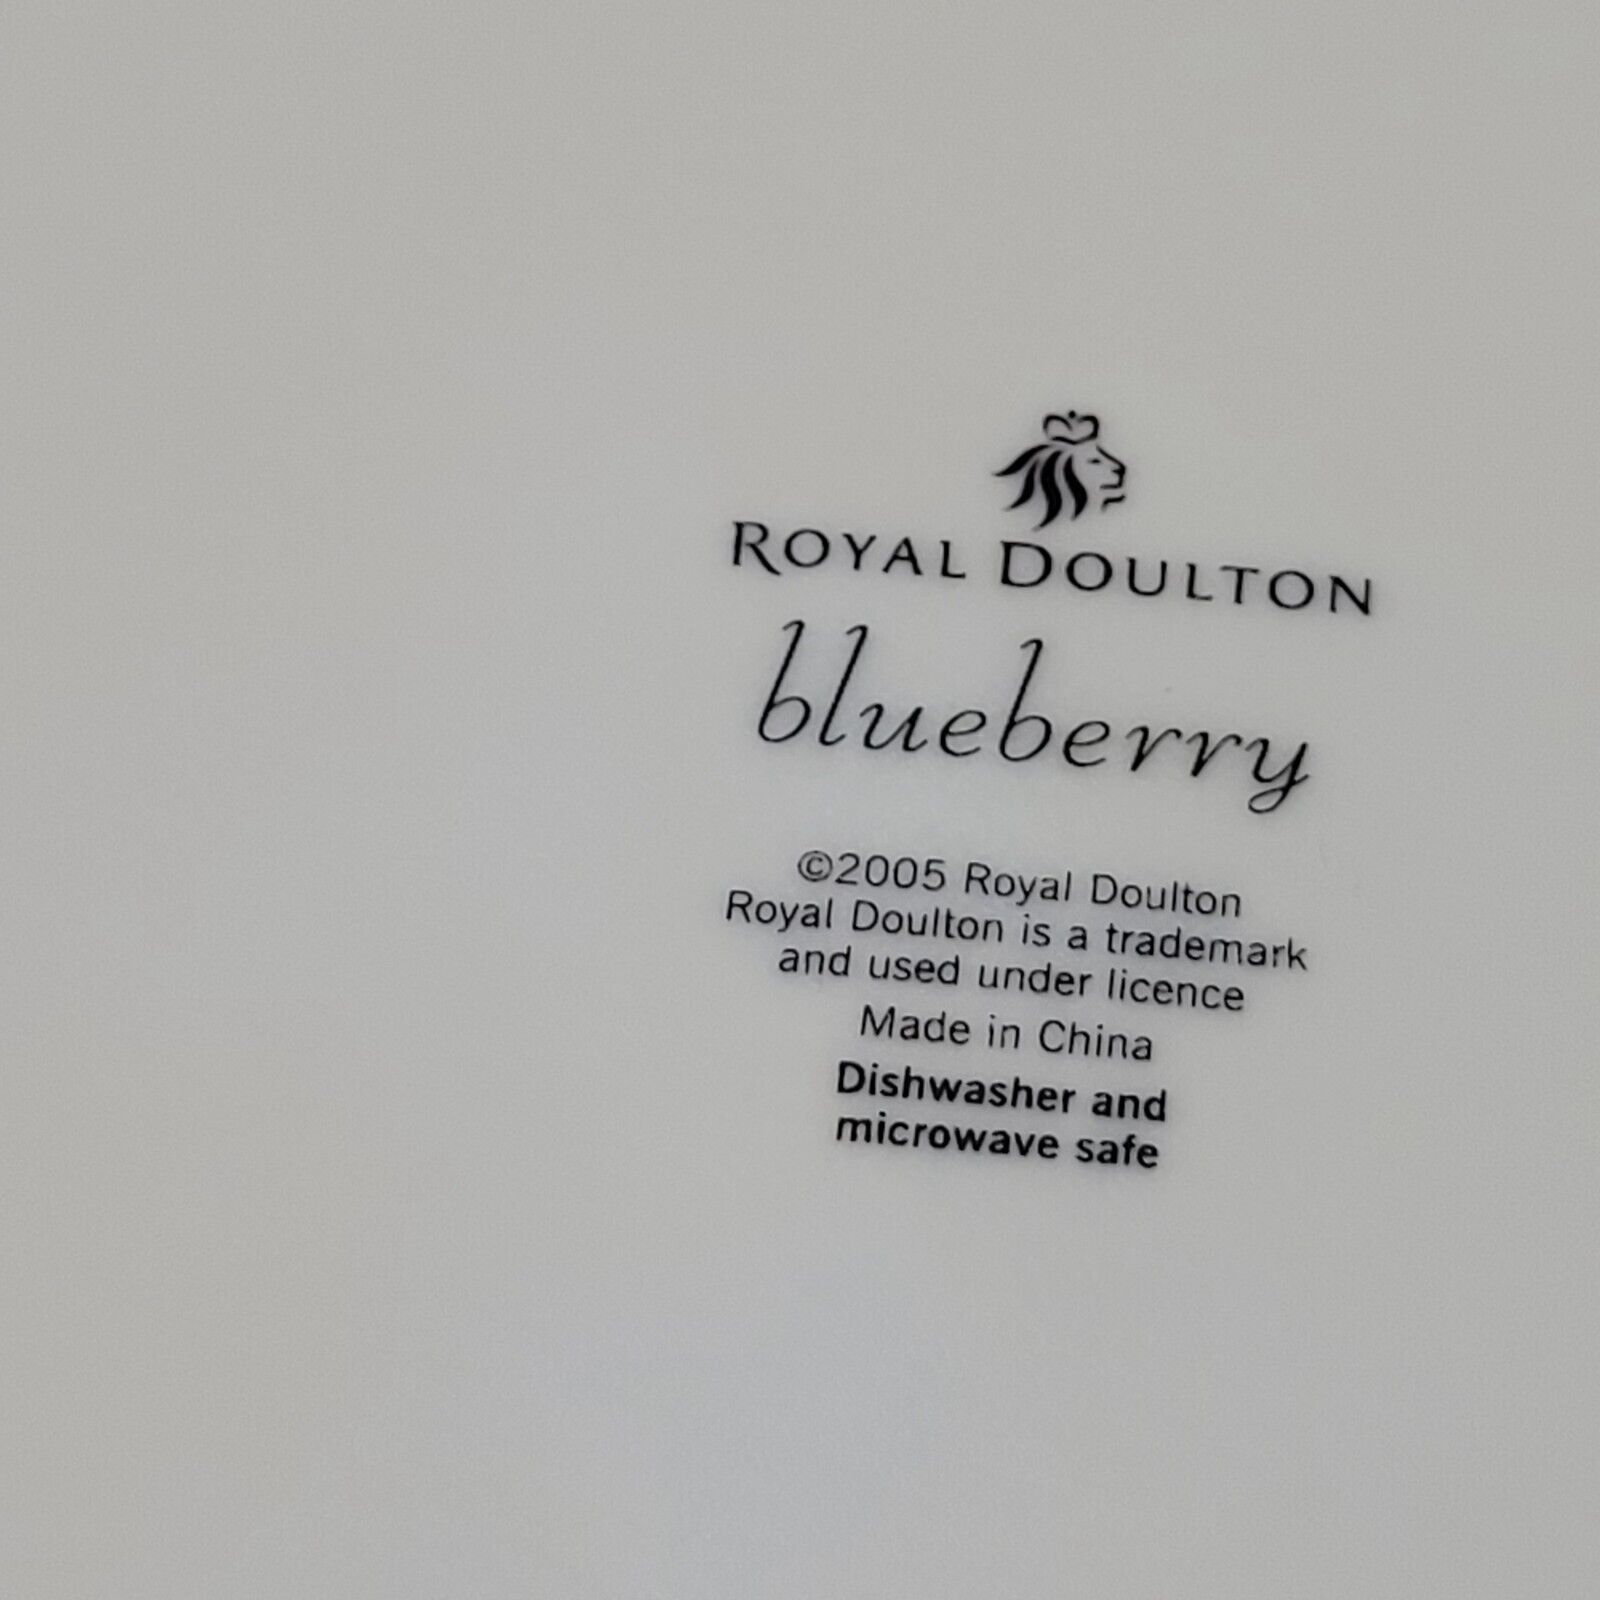 ROYAL DOULTON
blueberry
©2005 Royal Doulton
Royal Doulton is a trademark
and used under licence
Made in China
Dishwasher and
microwave safe